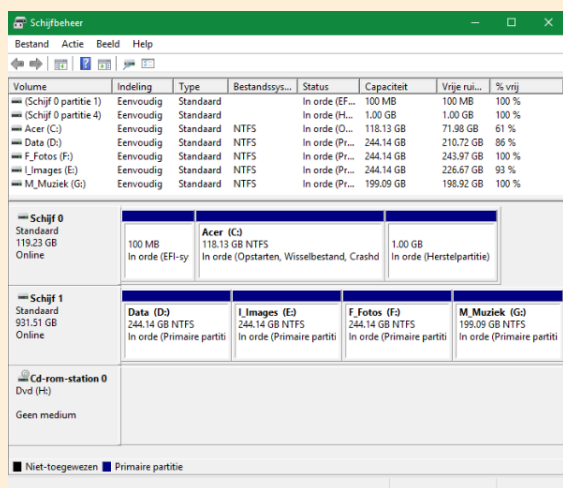 Schijfbeheer
Bestand Actie Beeld Help
Volume Indeling Type Bestandssys... Status Capaciteit Vrije rui... % vrij
(Schijf 0 partitie 1) Eenvoudig Standaard In orde (EF... 100 MB 100 MB 100 %
(Schijf 0 partitie 4) Eenvoudig Standaard In orde (H... 1.00 GB 1.00 GB 100 %
Acer (C:) Eenvoudig Standaard NTFS In orde (O... 118.13 GB 71.98 GB 61 %
Data (D:) Eenvoudig Standaard NTFS In orde (Pr... 244.14 GB 210.72 GB 86 %
F_Fotos (F:) Eenvoudig Standaard NTFS In orde (Pr... 244.14 GB 243.97 GB 100 %
I_Images (E:) Eenvoudig Standaard NTFS In orde (Pr... 244.14 GB 226.67 GB 93 %
M_Muziek (G:) Eenvoudig Standaard NTFS In orde (Pr... 199.09 GB 198.92 GB 100 %
Schijf 0
Standaard
119.23 GB
Online
100 MB
In orde (EFI-sy
Acer (C:)
118.13 GB NTFS
In orde (Opstarten, Wisselbestand, Crashd
1.00 GB
In orde (Herstelpartitie)
Schijf 1
Standaard
931.51 GB
Online
Data (D:)
244.14 GB NTFS
In orde (Primaire partiti
I_Images (E:)
244.14 GB NTFS
In orde (Primaire partiti
F_Fotos (F:)
244.14 GB NTFS
In orde (Primaire partiti
M_Muziek (G:)
199.09 GB NTFS
In orde (Primaire partiti
Cd-rom-station 0
Dvd (H:)
Geen medium
Niet-toegewezen Primaire partitie